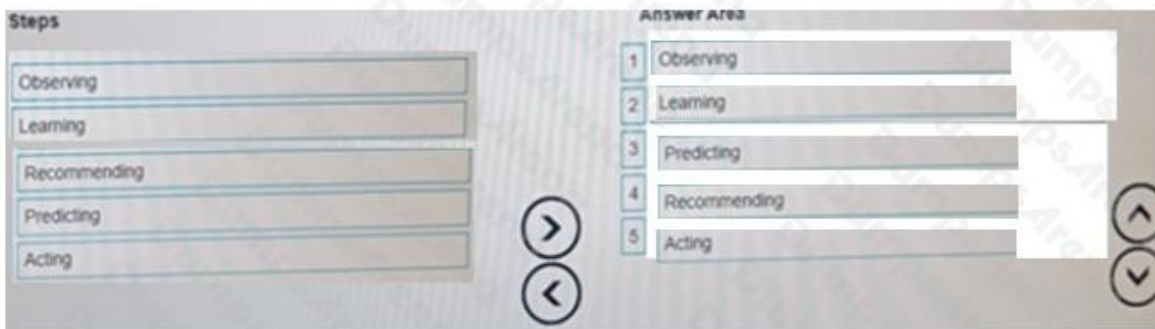 Steps
Observing
Learning
Recommending
Predicting
Acting
Answer Area
1 Observing
2 Learning
3 Predicting
4 Recommending
5 Acting